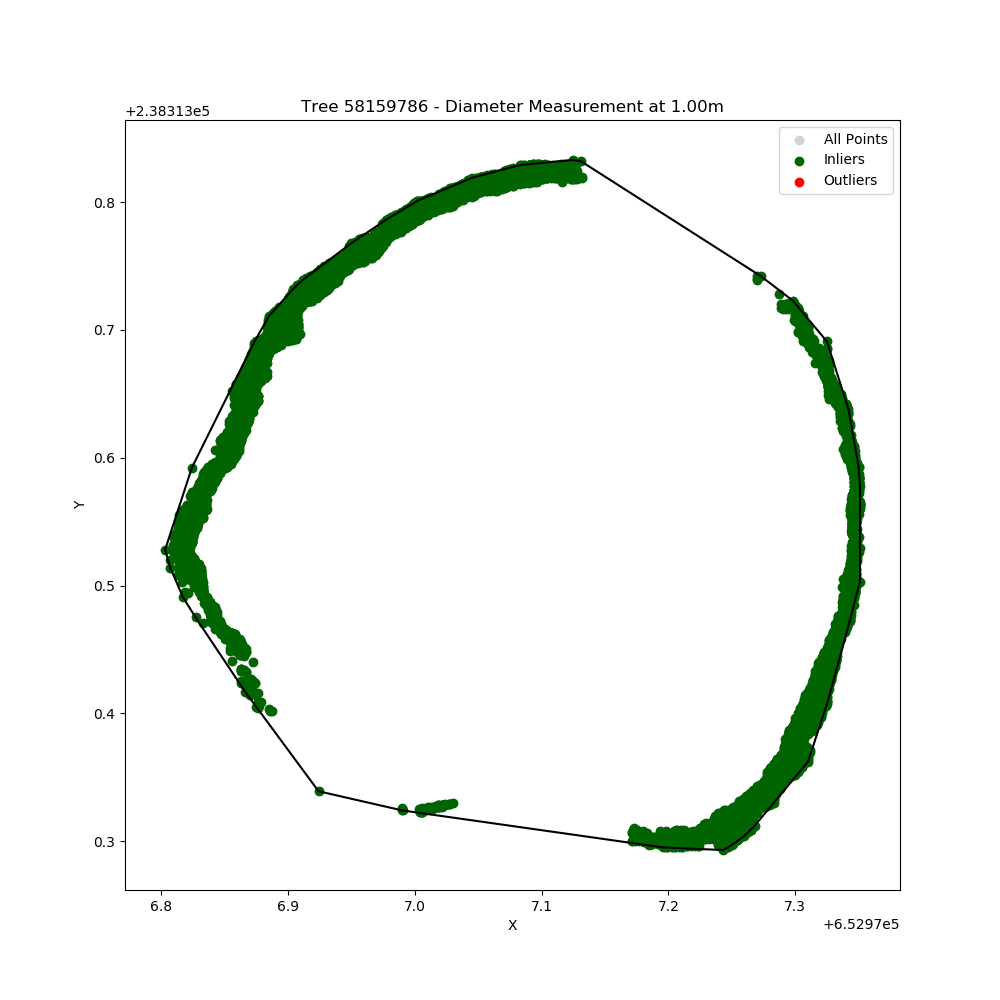 Tree 58159786 - Diameter Measurement at 1.00m
+2.38313e5
All Points
Inliers
Outliers
0.8
0.7
0.6
0.5
0.4
0.3
Y
6.8 6.9 7.0 7.1 7.2 7.3
X
+6.5297e5